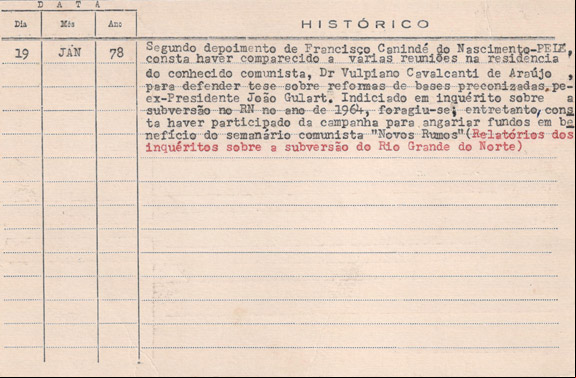 D A T A
Dia Mês Ano HISTÓRICO
19 JAN 78 Segundo depoimento de Francisco Canindé do Nascimento-PELÉ,
consta haver comparecido a várias reuniões na residência
do conhecido comunista, Dr Vulpiano Cavalcanti de Araújo ,
para defender tese sobre reformas de bases preconizadas.pe-
ex-Presidente João Gulart. Indiciado em inquérito sobre a
subversão no RN no ano de 1964, foragiu-se; entretanto,cons
ta haver participado da campanha para angariar fundos em be
nefício do semanário comunista "Novos Rumos"(Relatórios dos
inquéritos sobre a subversão do Rio Grande do Norte)